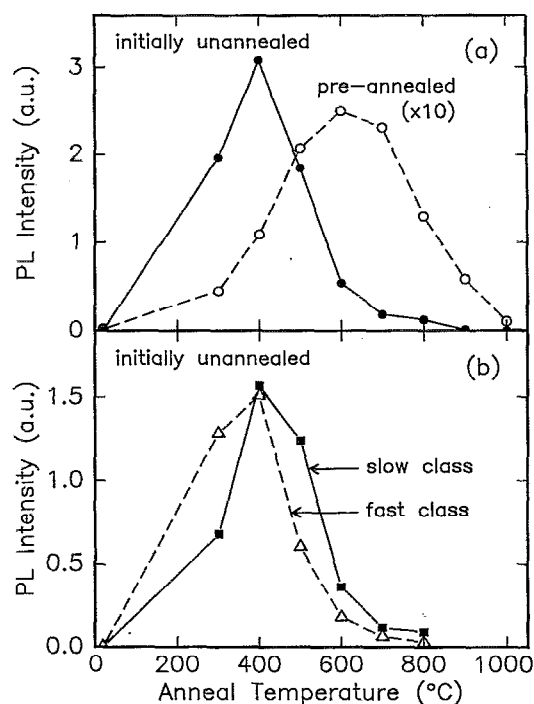 initially unannealed
(a)
pre-annealed
(x10)
3
2
1
0
PL Intensity (a.u.)
initially unannealed
(b)
slow class
fast class
1.5
1.0
0.5
0.0
PL Intensity (a.u.)
0 200 400 600 800 1000
Anneal Temperature (°C)